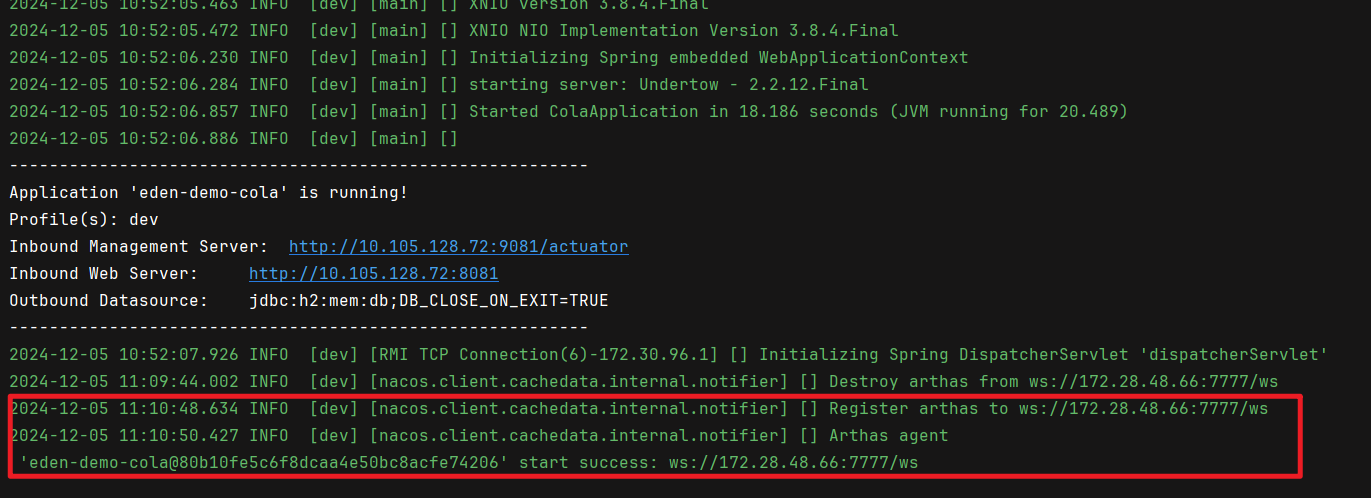 2024-12-05 10:52:05.463 INFO  [dev] [main] [] XNIO version 3.8.4.Final
2024-12-05 10:52:05.472 INFO  [dev] [main] [] XNIO NIO Implementation Version 3.8.4.Final
2024-12-05 10:52:06.230 INFO  [dev] [main] [] Initializing Spring embedded WebApplicationContext
2024-12-05 10:52:06.284 INFO  [dev] [main] [] starting server: Undertow - 2.2.12.Final
2024-12-05 10:52:06.857 INFO  [dev] [main] [] Started ColaApplication in 18.186 seconds (JVM running for 20.489)
2024-12-05 10:52:06.886 INFO  [dev] [main] []
----------------------------------------------------------
Application 'eden-demo-cola' is running!
Profile(s): dev
Inbound Management Server:  http://10.105.128.72:9081/actuator
Inbound Web Server:     http://10.105.128.72:8081
Outbound Datasource:    jdbc:h2:mem:db;DB_CLOSE_ON_EXIT=TRUE
----------------------------------------------------------
2024-12-05 10:52:07.926 INFO  [dev] [RMI TCP Connection(6)-172.30.96.1] [] Initializing Spring DispatcherServlet 'dispatcherServlet'
2024-12-05 11:09:44.002 INFO  [dev] [nacos.client.cachedata.internal.notifier] [] Destroy arthas from ws://172.28.48.66:7777/ws
2024-12-05 11:10:48.634 INFO  [dev] [nacos.client.cachedata.internal.notifier] [] Register arthas to ws://172.28.48.66:7777/ws
2024-12-05 11:10:50.427 INFO  [dev] [nacos.client.cachedata.internal.notifier] [] Arthas agent
 'eden-demo-cola@80b10fe5c6f8dcaa4e50bc8acfe74206' start success: ws://172.28.48.66:7777/ws